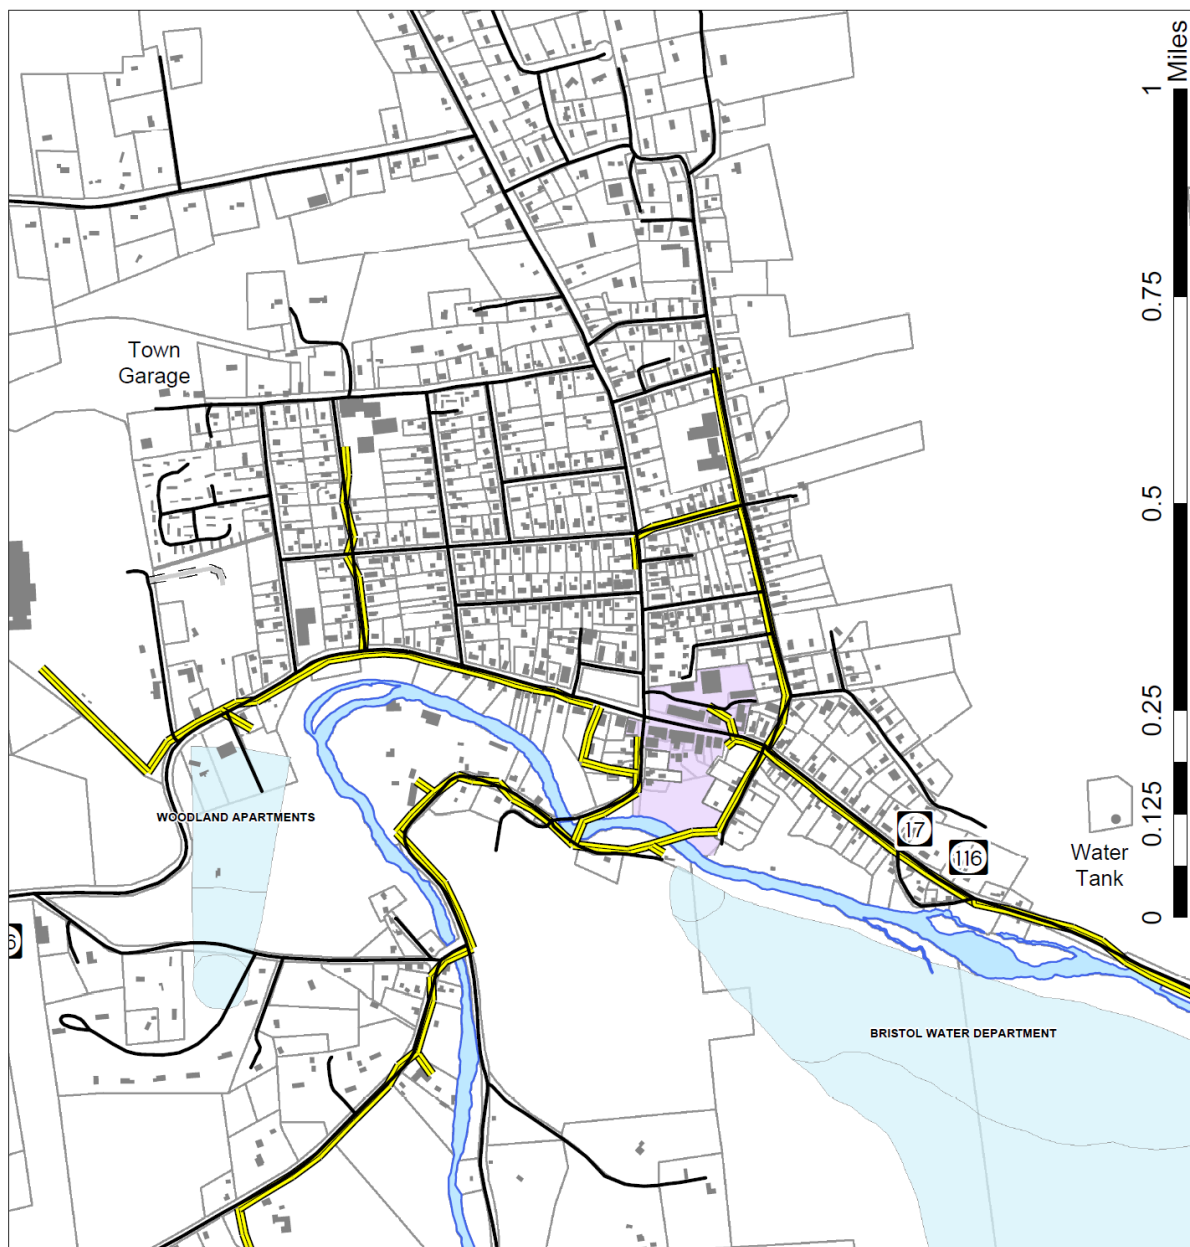 Miles
1
0.75
0.5
0.25
0.125
0
Town
Garage
WOODLAND APARTMENTS
17
116
Water
Tank
6
BRISTOL WATER DEPARTMENT